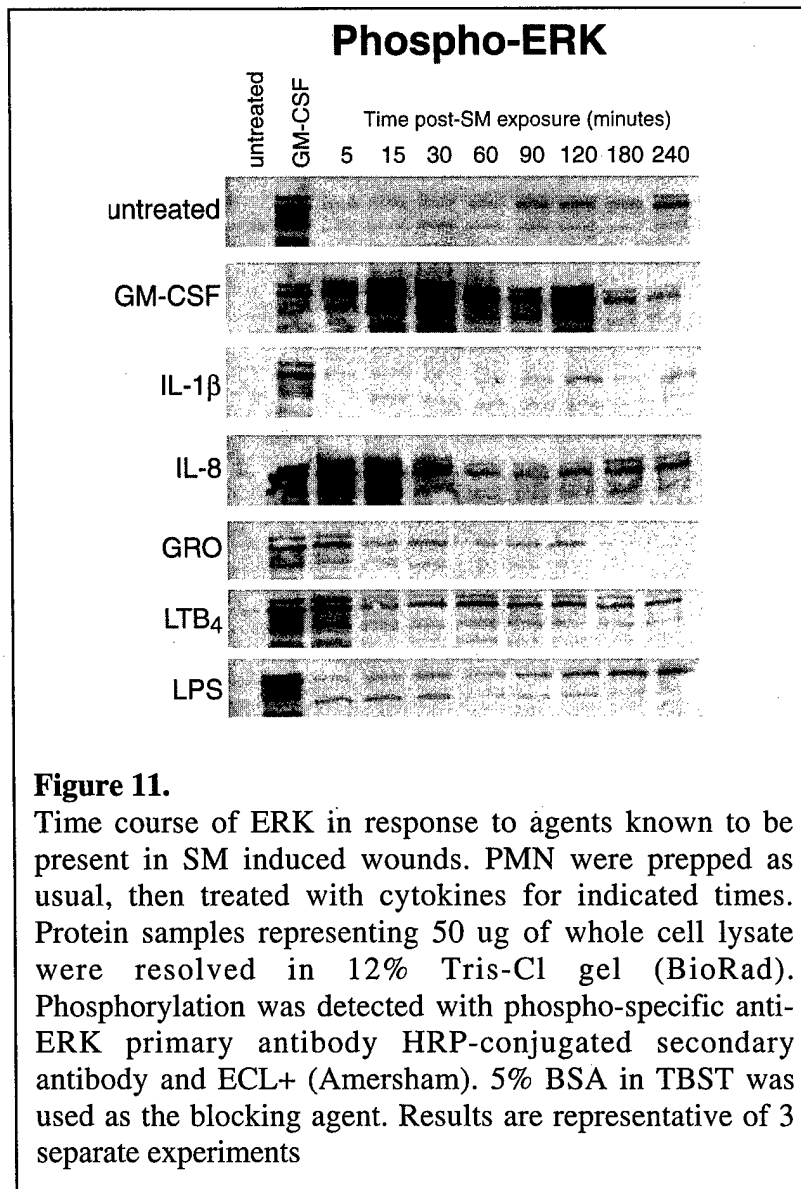 Phospho-ERK
untreated
GM-CSF
Time post-SM exposure (minutes)
5 15 30 60 90 120 180 240
untreated
GM-CSF
IL-1β
IL-8
GRO
LTB4
LPS
Figure 11.
Time course of ERK in response to agents known to be
present in SM induced wounds. PMN were prepped as
usual, then treated with cytokines for indicated times.
Protein samples representing 50 ug of whole cell lysate
were resolved in 12% Tris-Cl gel (BioRad).
Phosphorylation was detected with phospho-specific anti-
ERK primary antibody HRP-conjugated secondary
antibody and ECL+ (Amersham). 5% BSA in TBST was
used as the blocking agent. Results are representative of 3
separate experiments